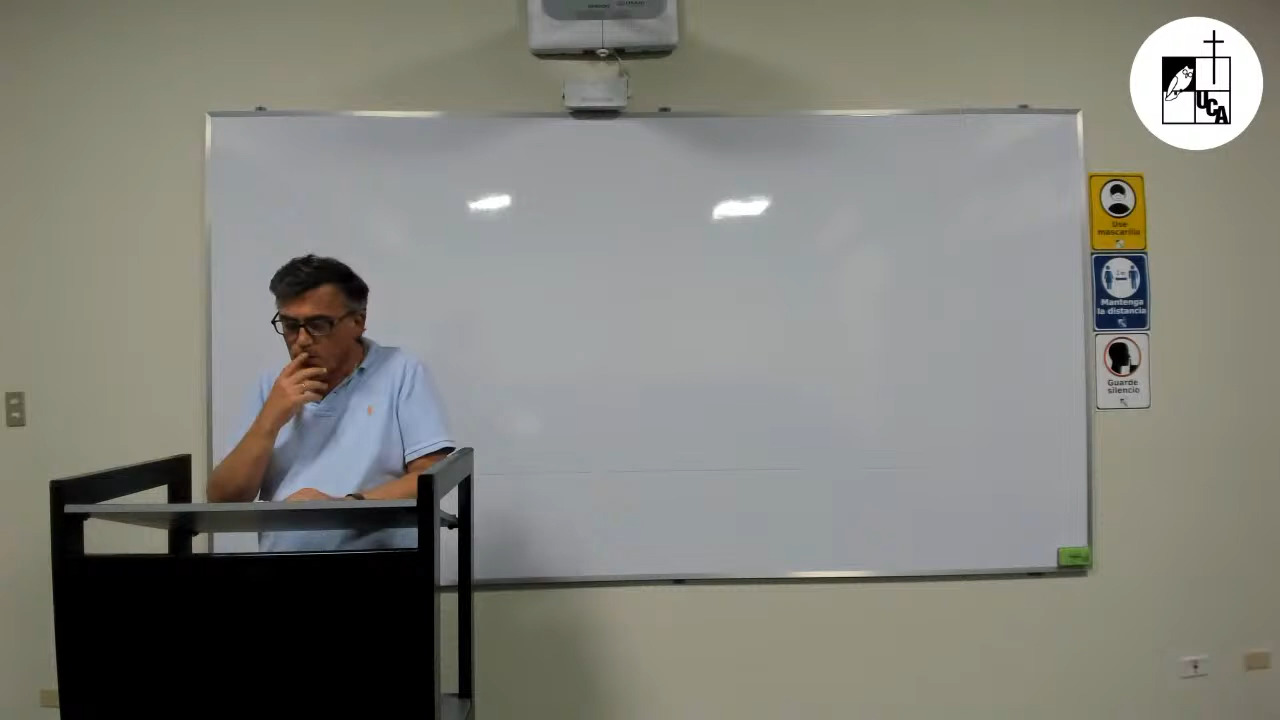 UCA
Use
mascarilla
Mantenga
la distancia
Guarde
silencio